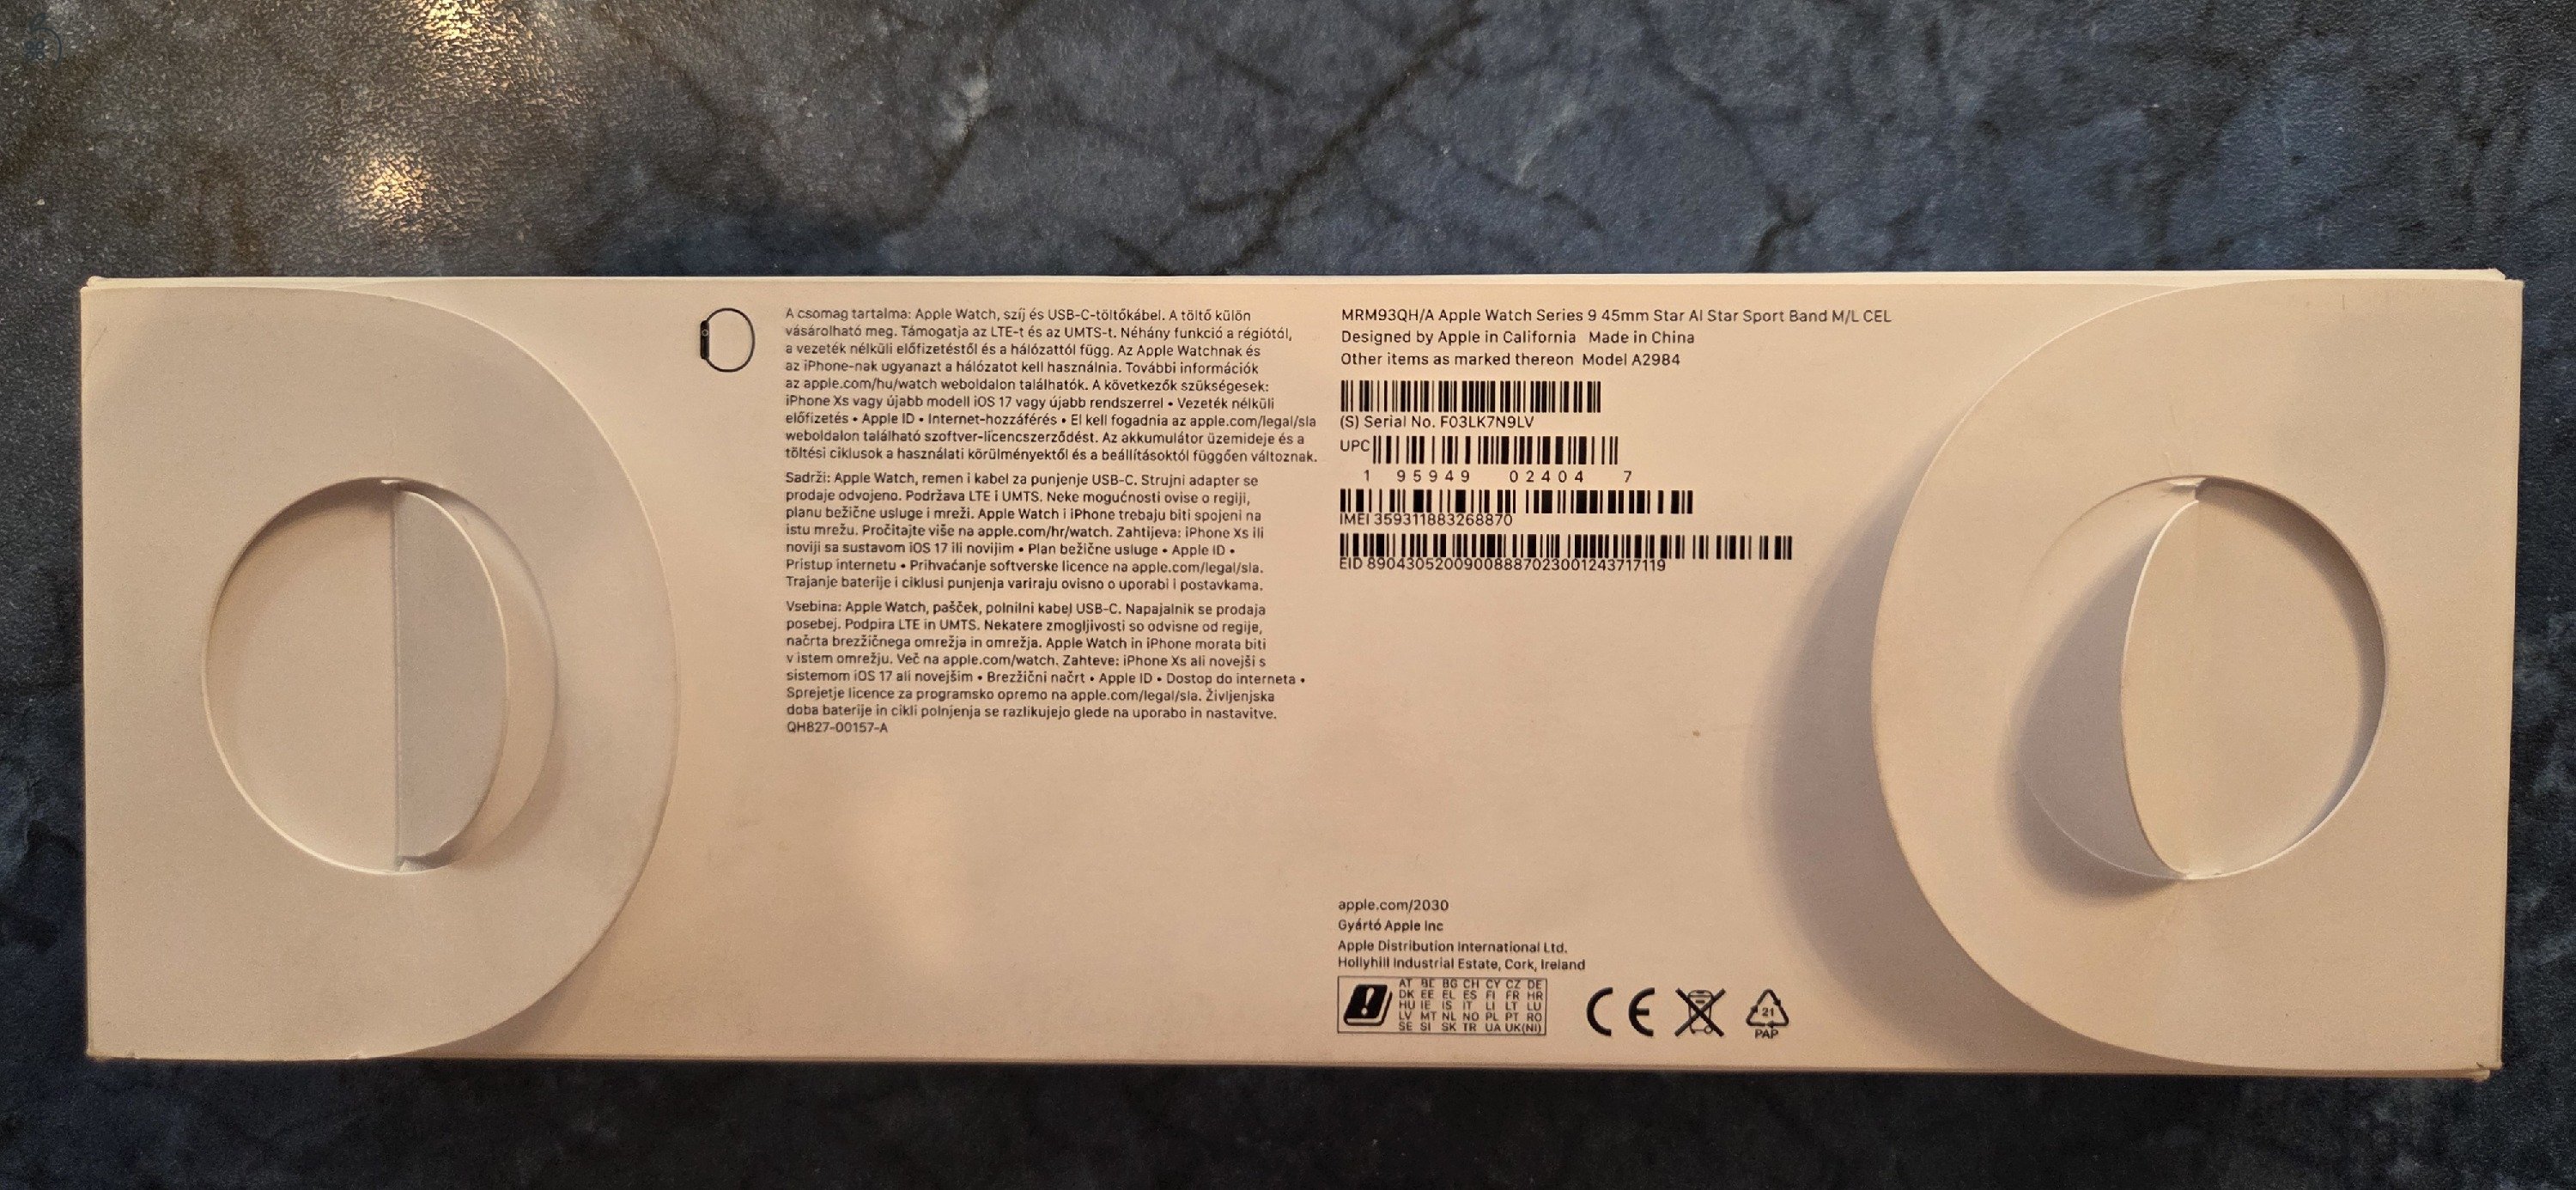 A csomag tartalma: Apple Watch, szíj és USB-C-töltőkábel. A töltő külön
vásárolható meg. Támogatja az LTE-t és az UMTS-t. Néhány funkció a régiótól,
a vezeték nélküli előfizetéstől és a hálózattól függ. Az Apple Watchnak és
az iPhone-nak ugyanazt a hálózatot kell használnia. További információk
az apple.com/hu/watch weboldalon találhatók. A következők szükségesek:
iPhone Xs vagy újabb modell iOS 17 vagy újabb rendszerrel • Vezeték nélküli
előfizetés • Apple ID • Internet-hozzáférés • El kell fogadnia az apple.com/legal/sla
weboldalon található szoftver-licencszerződést. Az akkumulátor üzemideje és a
töltési ciklusok a használati körülményektől és a beállításoktól függően változnak.
Sadrži: Apple Watch, remen i kabel za punjenje USB-C. Strujni adapter se
prodaje odvojeno. Podržava LTE i UMTS. Neke mogućnosti ovise o regiji,
planu bežične usluge i mreži. Apple Watch i iPhone trebaju biti spojeni na
istu mrežu. Pročitajte više na apple.com/hr/watch. Zahtijeva: iPhone Xs ili
noviji sa sustavom iOS 17 ili novijim • Plan bežične usluge • Apple ID •
Pristup internetu • Prihvaćanje softverske licence na apple.com/legal/sla.
Trajanje baterije i ciklusi punjenja variraju ovisno o uporabi i postavkama.
Vsebina: Apple Watch, pašček, polnilni kabel USB-C. Napajalnik se prodaja
posebej. Podpira LTE in UMTS. Nekatere zmogljivosti so odvisne od regije,
načrta brezžičnega omrežja in omrežja. Apple Watch in iPhone morata biti
v istem omrežju. Več na apple.com/watch. Zahteve: iPhone Xs ali novejši s
sistemom iOS 17 ali novejšim • Brezžični načrt • Apple ID • Dostop do interneta •
Sprejetje licence za programsko opremo na apple.com/legal/sla. Življenjska
doba baterije in cikli polnjenja se razlikujejo glede na uporabo in nastavitve.
QH827-00157-A
MRM93QH/A Apple Watch Series 9 45mm Star Al Star Sport Band M/L CEL
Designed by Apple in California Made in China
Other items as marked thereon Model A2984
(S) Serial No. F03LK7N9LV
UPC
1 95949 02404 7
IMEI 359311883268870
EID 89043052009008887023001243717119
apple.com/2030
Gyártó Apple Inc
Apple Distribution International Ltd.
Hollyhill Industrial Estate, Cork, Ireland
AT BE BG CH CY CZ DE
DK EE EL ES FI FR HR
HU IE IS IT LI LT LU
LV MT NL NO PL PT RO
SE SI SK TR UA UK(NI)
CE
21
PAP